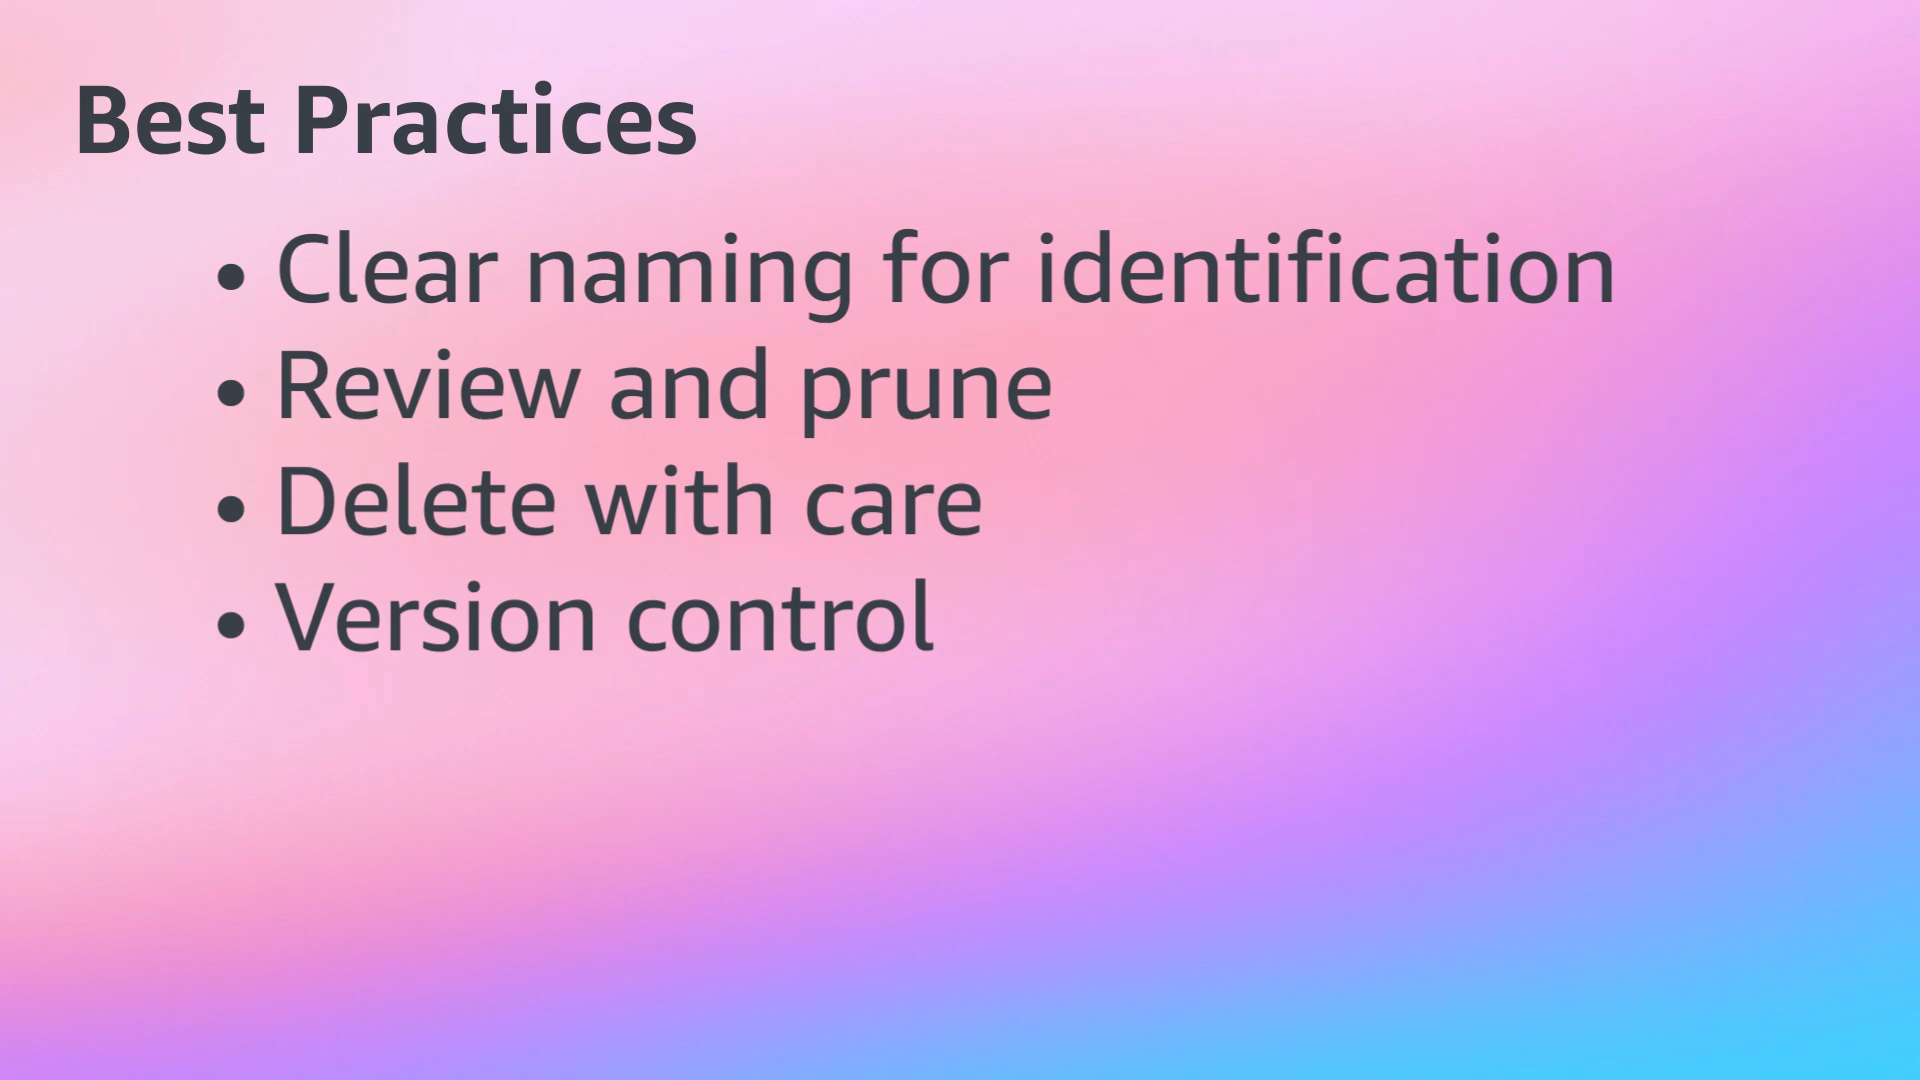 Best Practices
• Clear naming for identification
• Review and prune
• Delete with care
• Version control